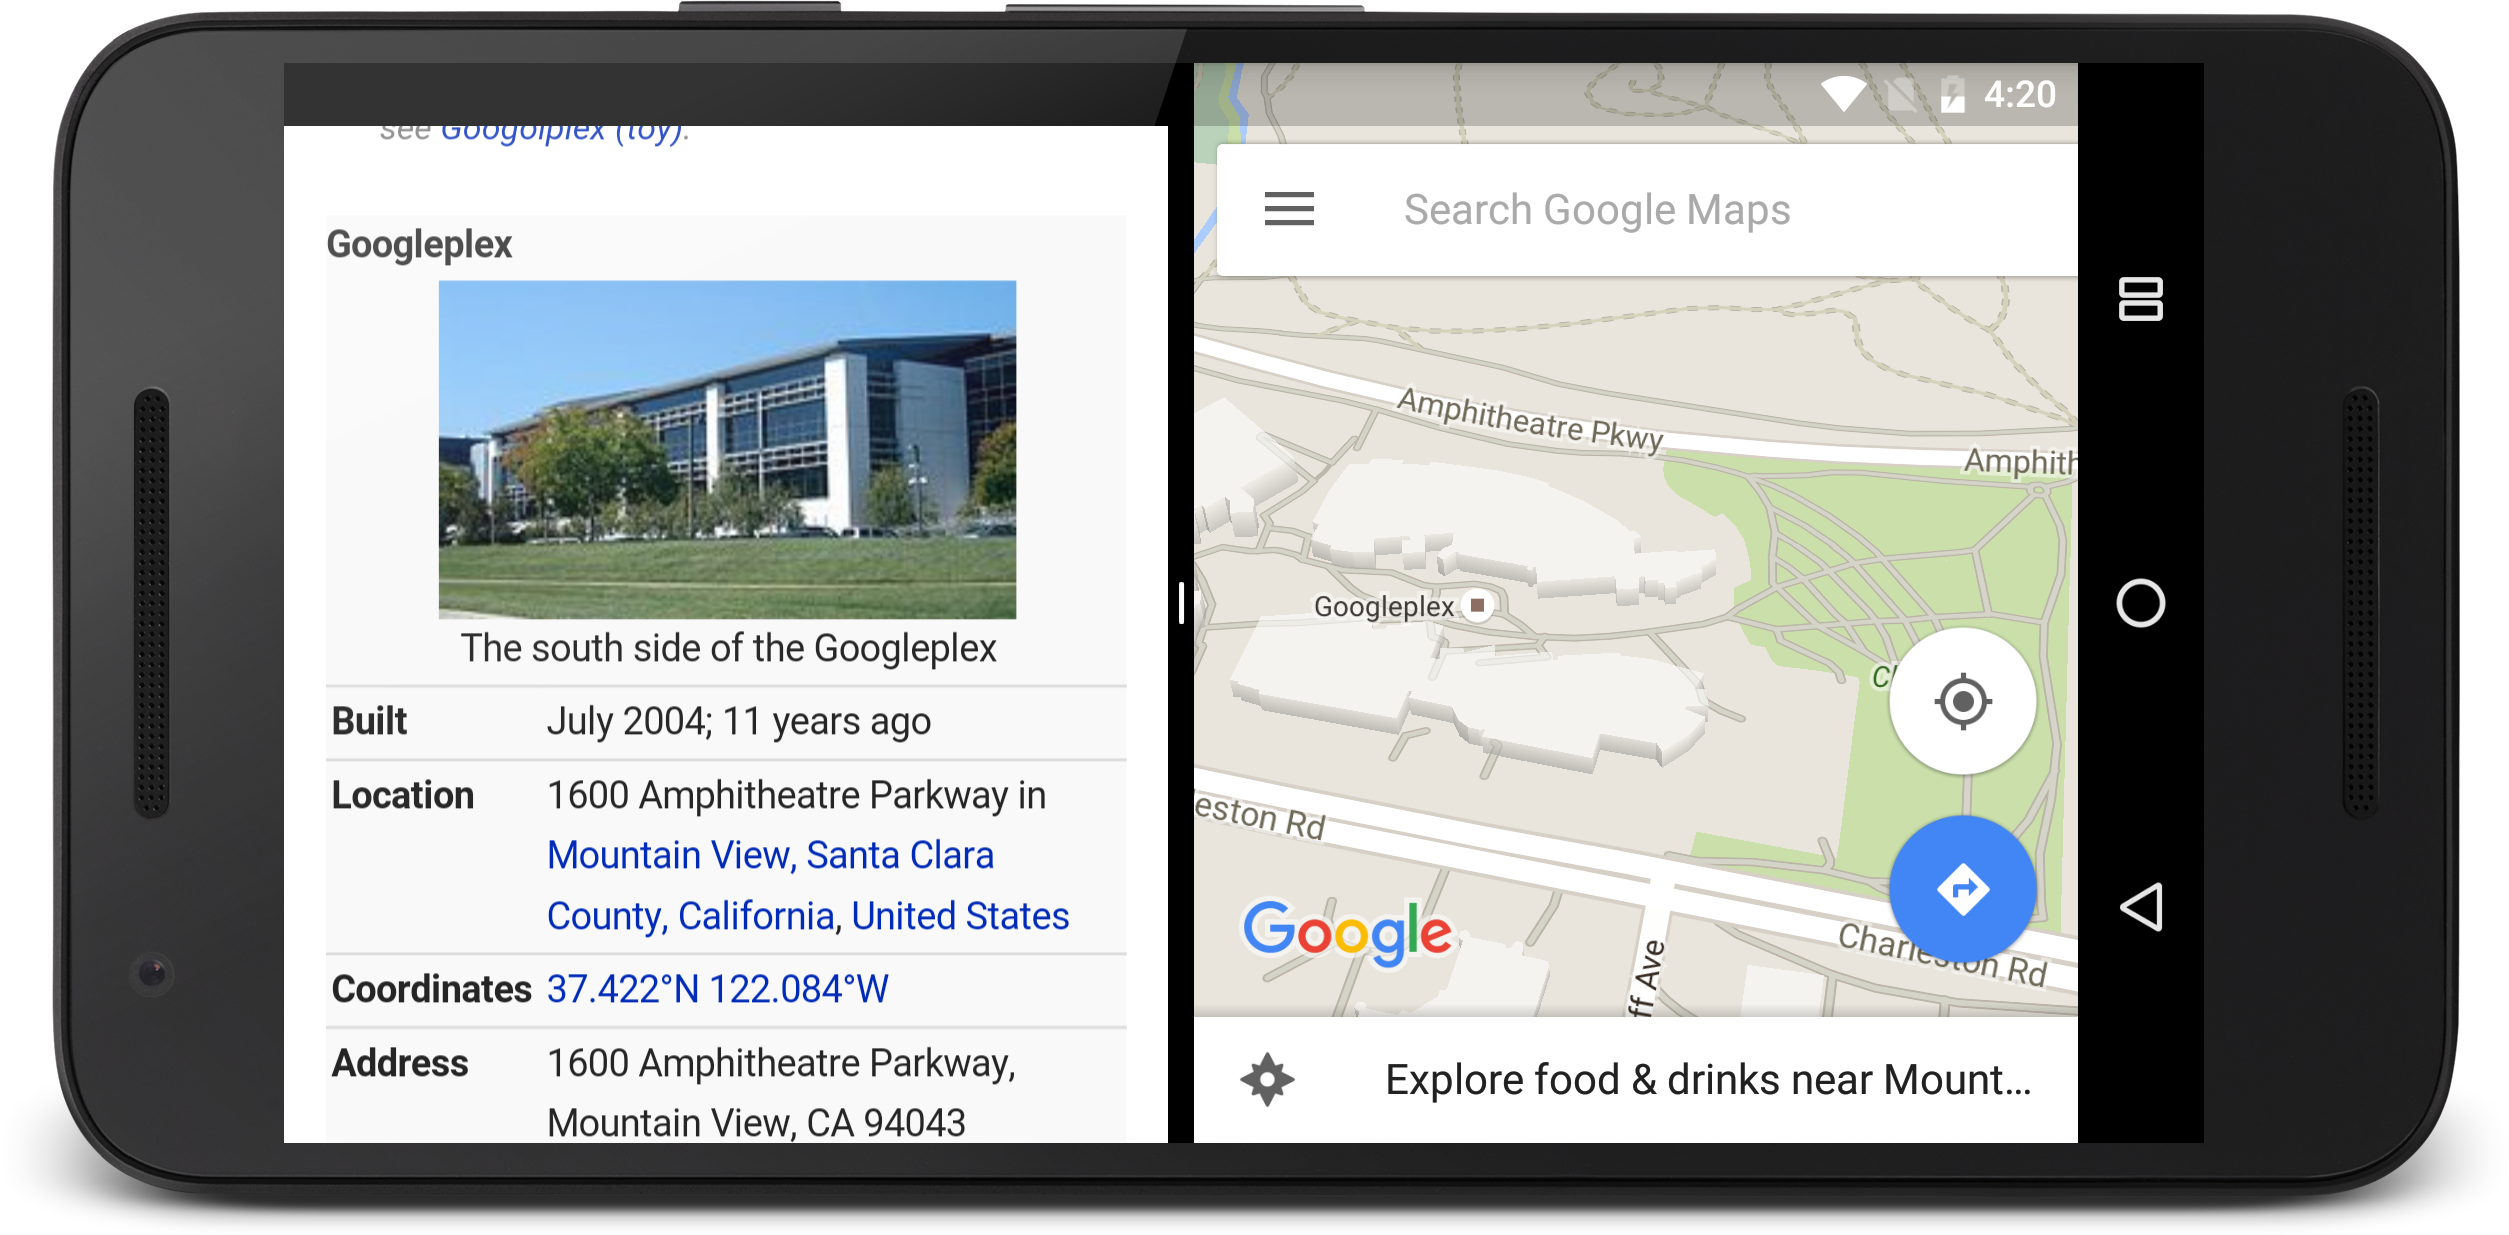 see Googolplex (toy).
Googleplex
The south side of the Googleplex
Built July 2004; 11 years ago
Location 1600 Amphitheatre Parkway in
Mountain View, Santa Clara
County, California, United States
Coordinates 37.422°N 122.084°W
Address 1600 Amphitheatre Parkway,
Mountain View, CA 94043
4:20
Search Google Maps
Amphitheatre Pkwy
Amphith
Googleplex
C
eston Rd
Google
Charleston Rd
ff Ave
Explore food & drinks near Mount...